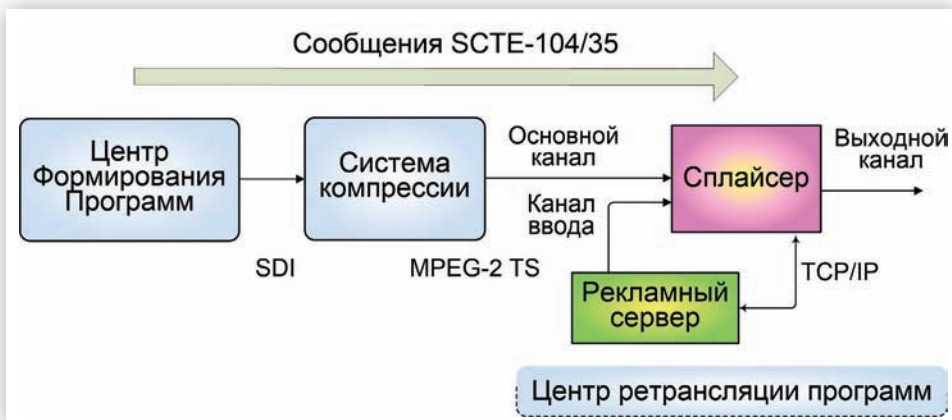 Сообщения SCTE-104/35
Центр
Формирования
Программ
Система
компрессии
Основной
канал
Канал
ввода
Сплайсер
Выходной
канал
SDI
MPEG-2 TS
TCP/IP
Рекламный
сервер
Центр ретрансляции программ